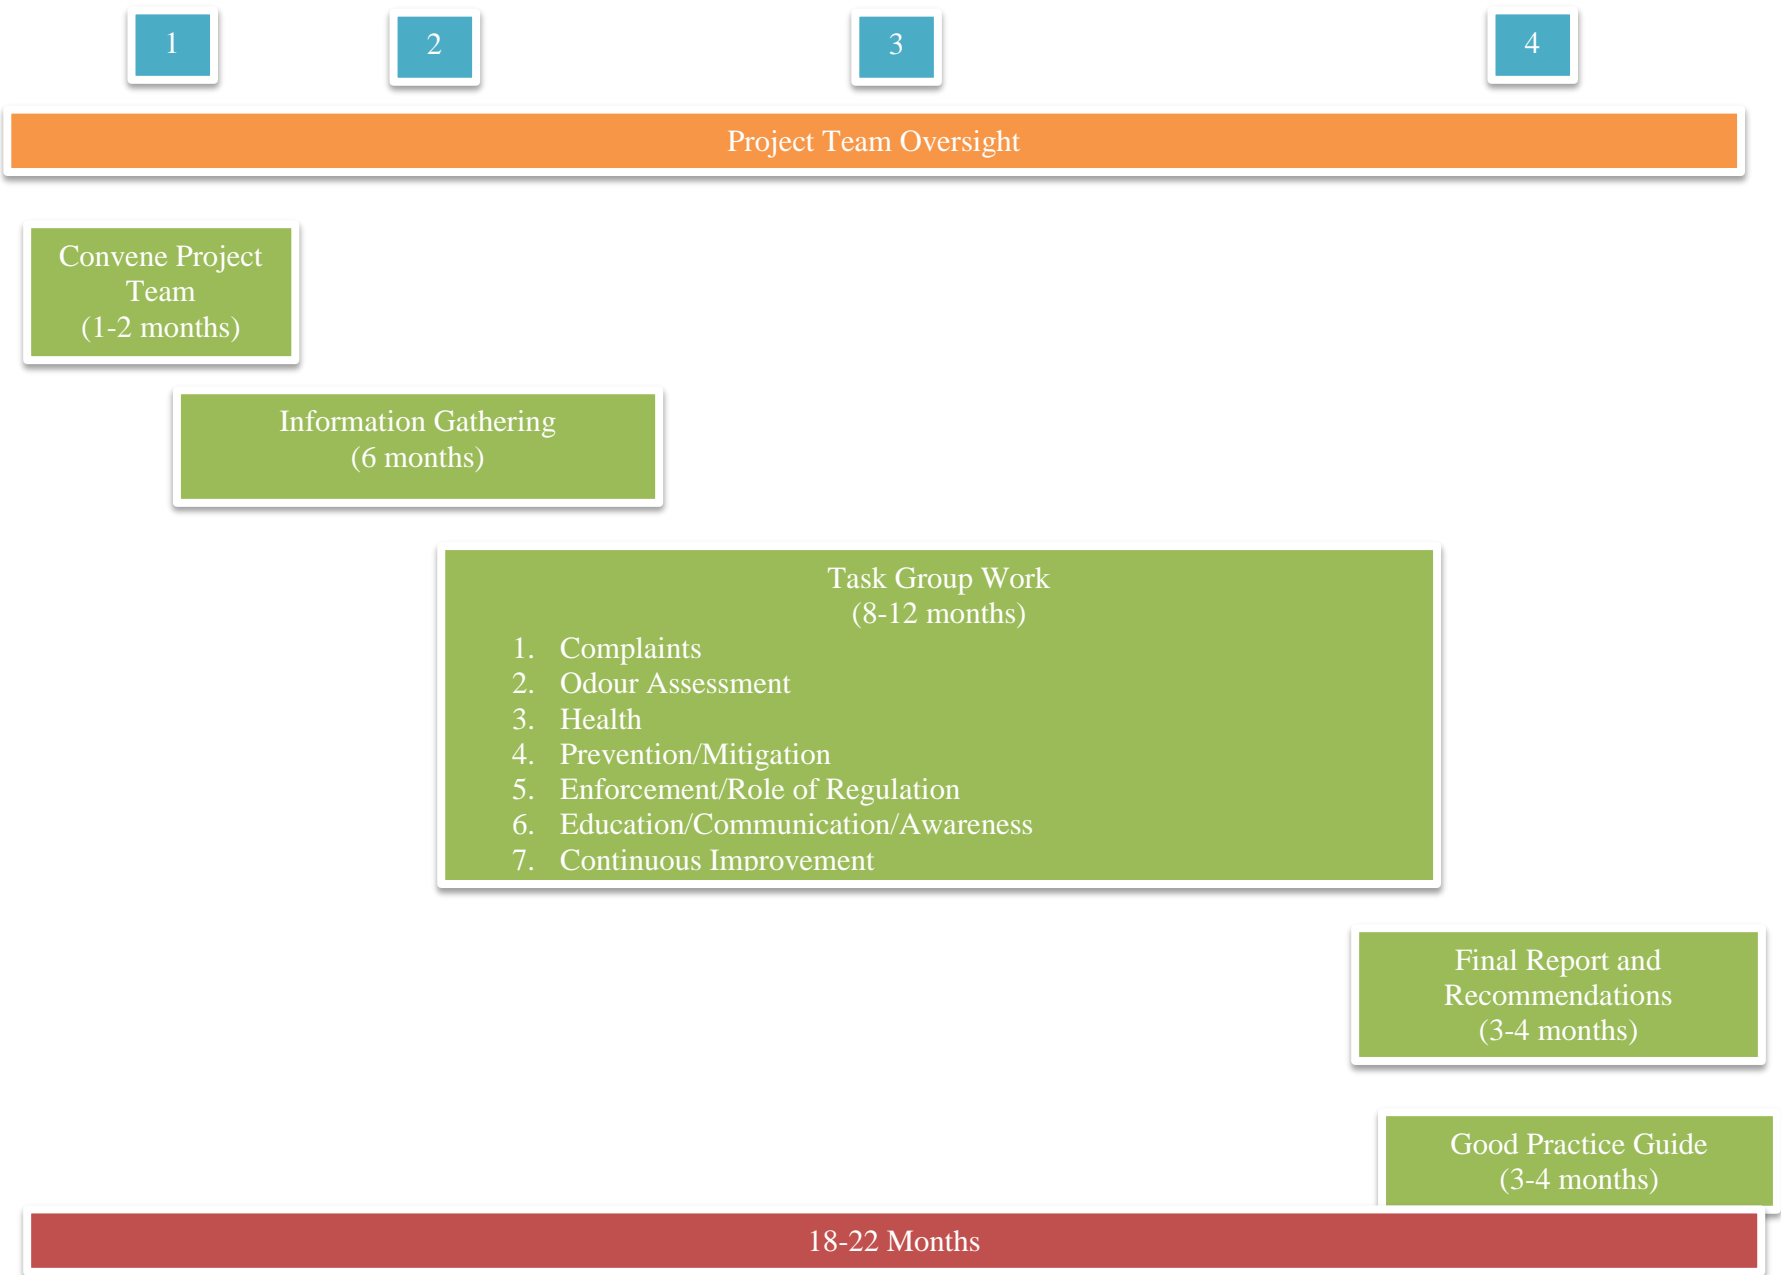 1
2
3
4
Project Team Oversight
Convene Project
Team
(1-2 months)
Information Gathering
(6 months)
Task Group Work
(8-12 months)
1. Complaints
2. Odour Assessment
3. Health
4. Prevention/Mitigation
5. Enforcement/Role of Regulation
6. Education/Communication/Awareness
7. Continuous Improvement
Final Report and
Recommendations
(3-4 months)
Good Practice Guide
(3-4 months)
18-22 Months